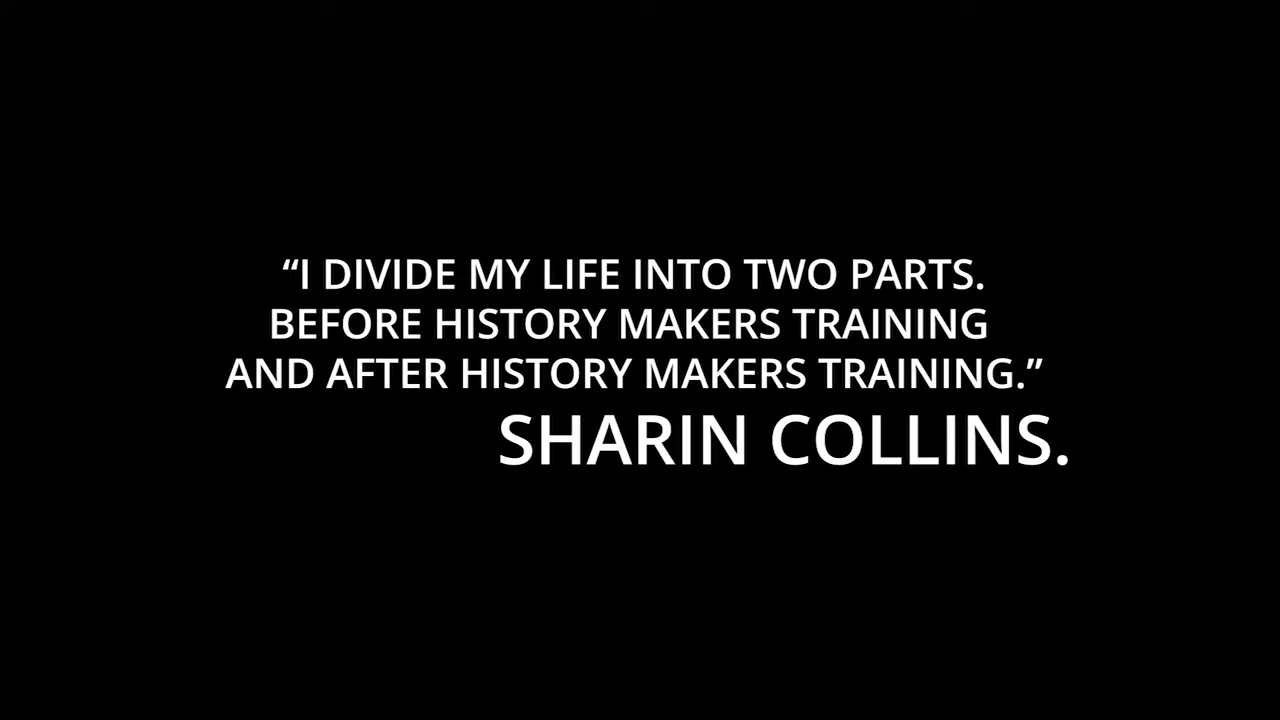 “I DIVIDE MY LIFE INTO TWO PARTS.
BEFORE HISTORY MAKERS TRAINING
AND AFTER HISTORY MAKERS TRAINING.”
SHARIN COLLINS.